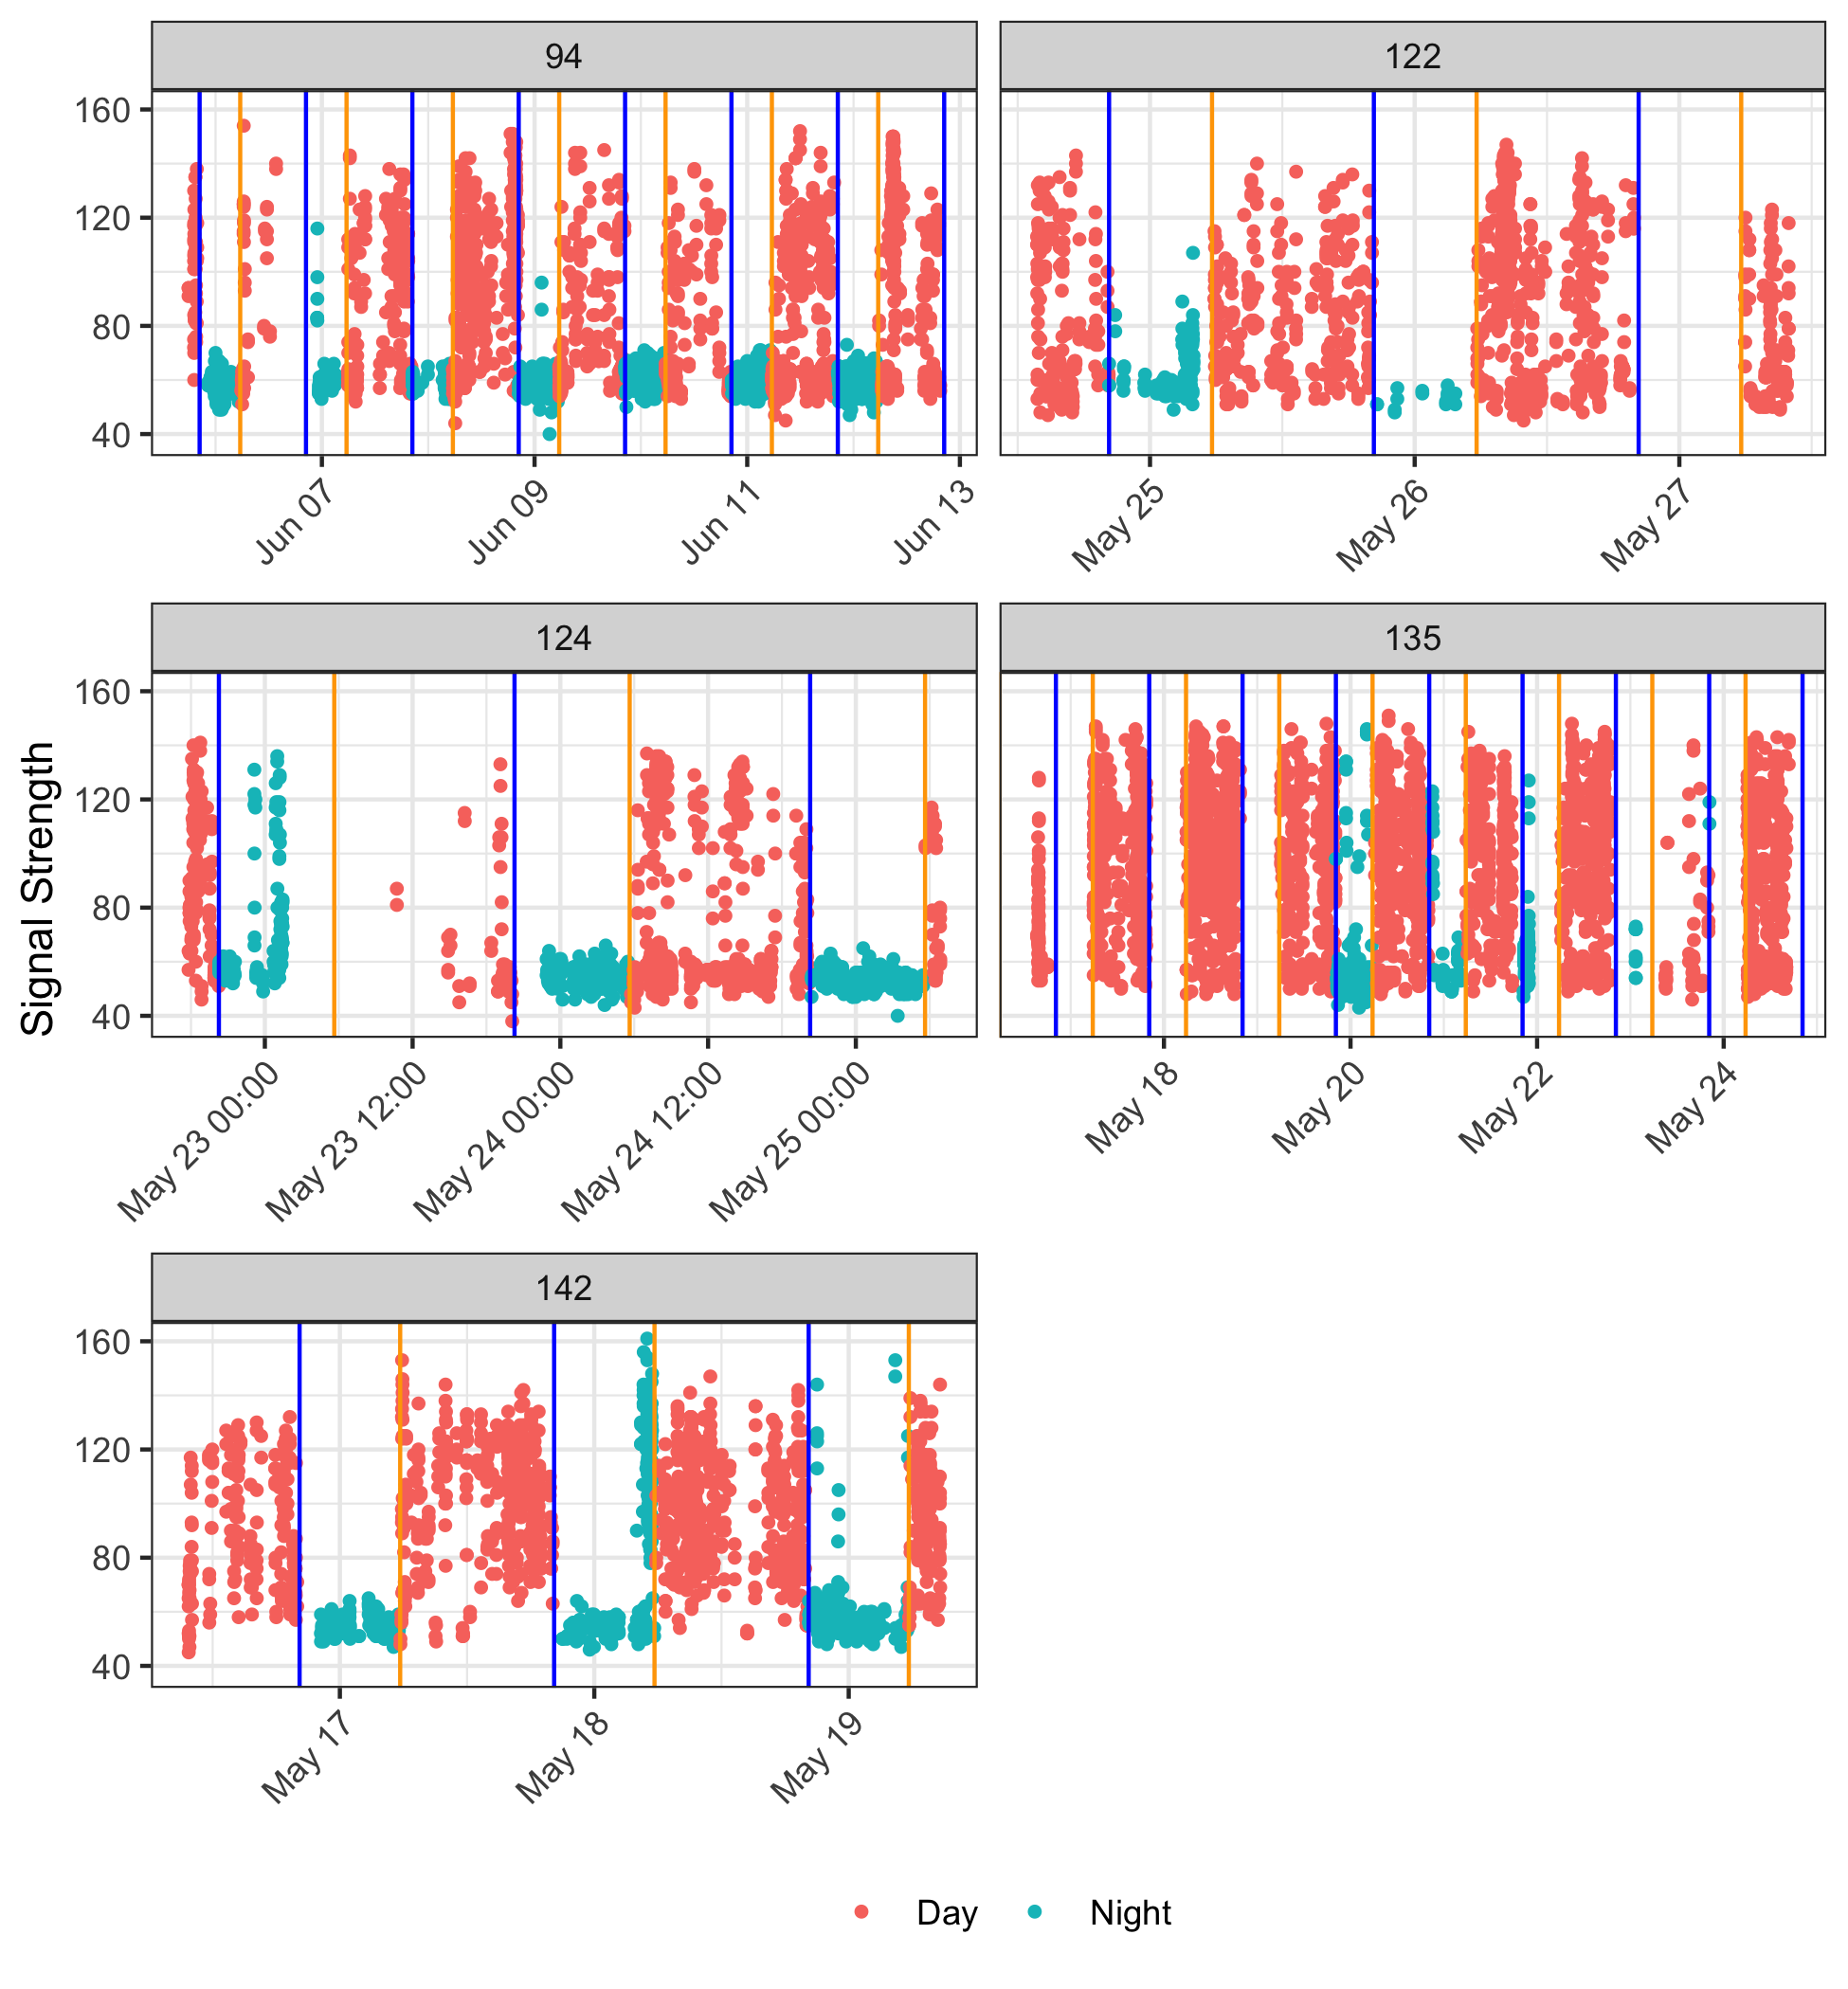 94
122
160
120
80
40
Jun 07
Jun 09
Jun 11
Jun 13
May 25
May 26
May 27
124
135
160
120
80
40
May 23 00:00
May 23 12:00
May 24 00:00
May 24 12:00
May 25 00:00
May 18
May 20
May 22
May 24
Signal Strength
142
160
120
80
40
May 17
May 18
May 19
Day
Night